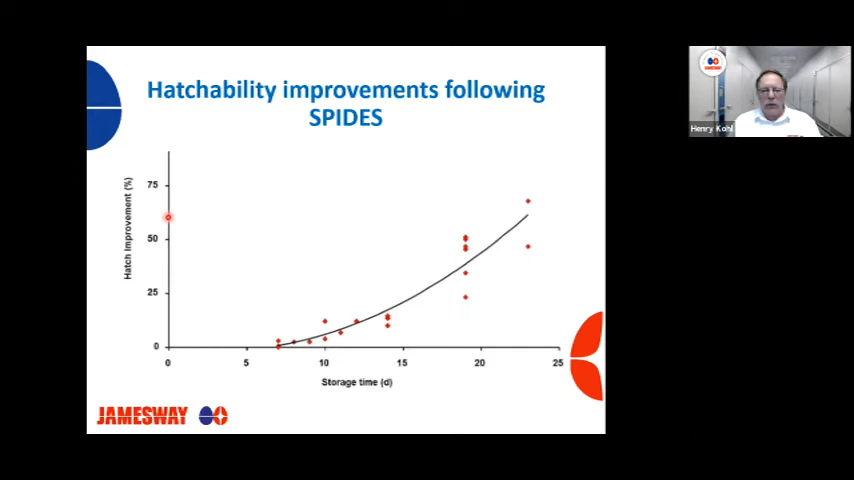 Hatchability improvements following
SPIDES
Hatch Improvement (%)
75
50
25
0
0 5 10 15 20 25
Storage time (d)
JAMESWAY
JAMESWAY
Henry Kohl